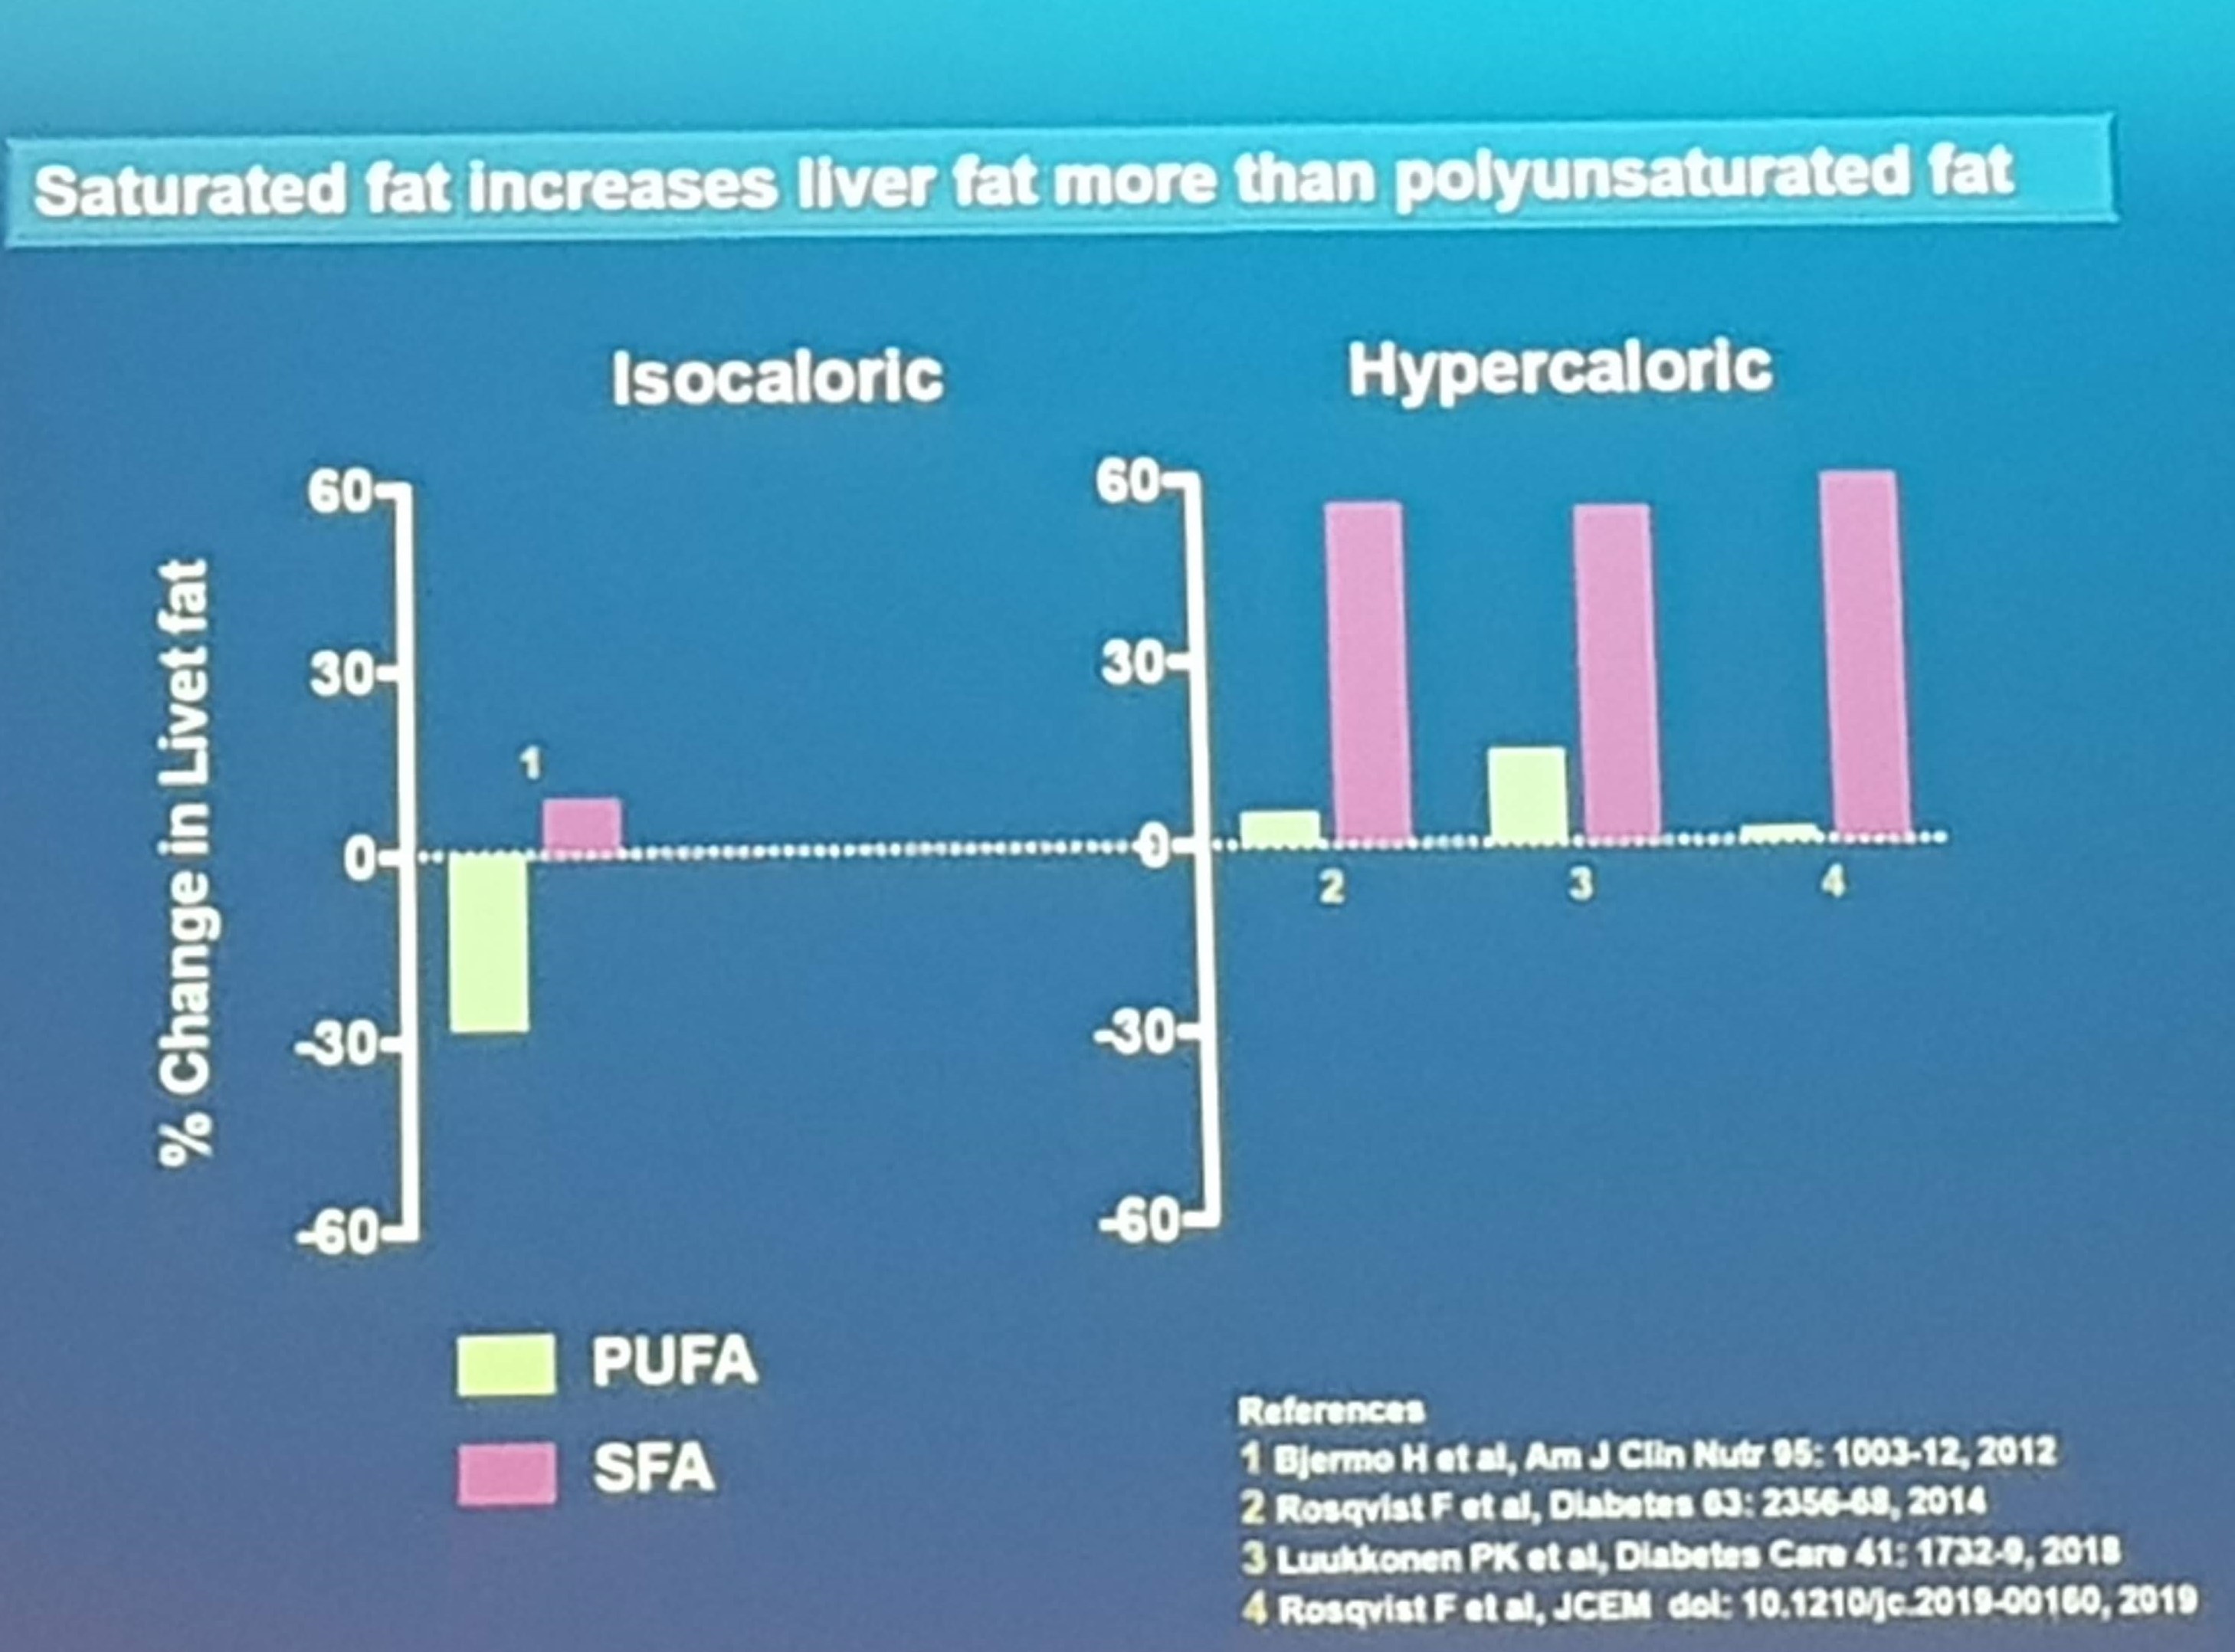 Saturated fat increases liver fat more than polyunsaturated fat
Isocaloric
Hypercaloric
% Change in Livet fat
60
30
0
-30
-60
1
60
30
0
-30
-60
2
3
4
PUFA
SFA
References
1 Bjermo H et al, Am J Clin Nutr 95: 1003-12, 2012
2 Rosqvist F et al, Diabetes 63: 2356-68, 2014
3 Luukkonen PK et al, Diabetes Care 41: 1732-9, 2018
4 Rosqvist F et al, JCEM doi: 10.1210/jc.2019-00160, 2019